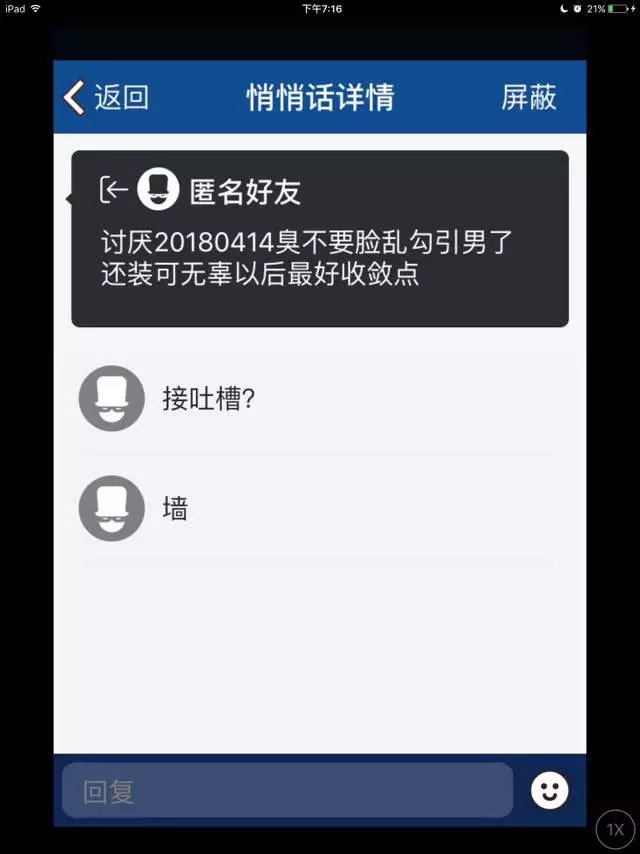 iPad 下午7:16 21%
返回 悄悄话详情 屏蔽
匿名好友
讨厌20180414臭不要脸乱勾引男了
还装可无辜以后最好收敛点
接吐槽?
墙
回复
1X